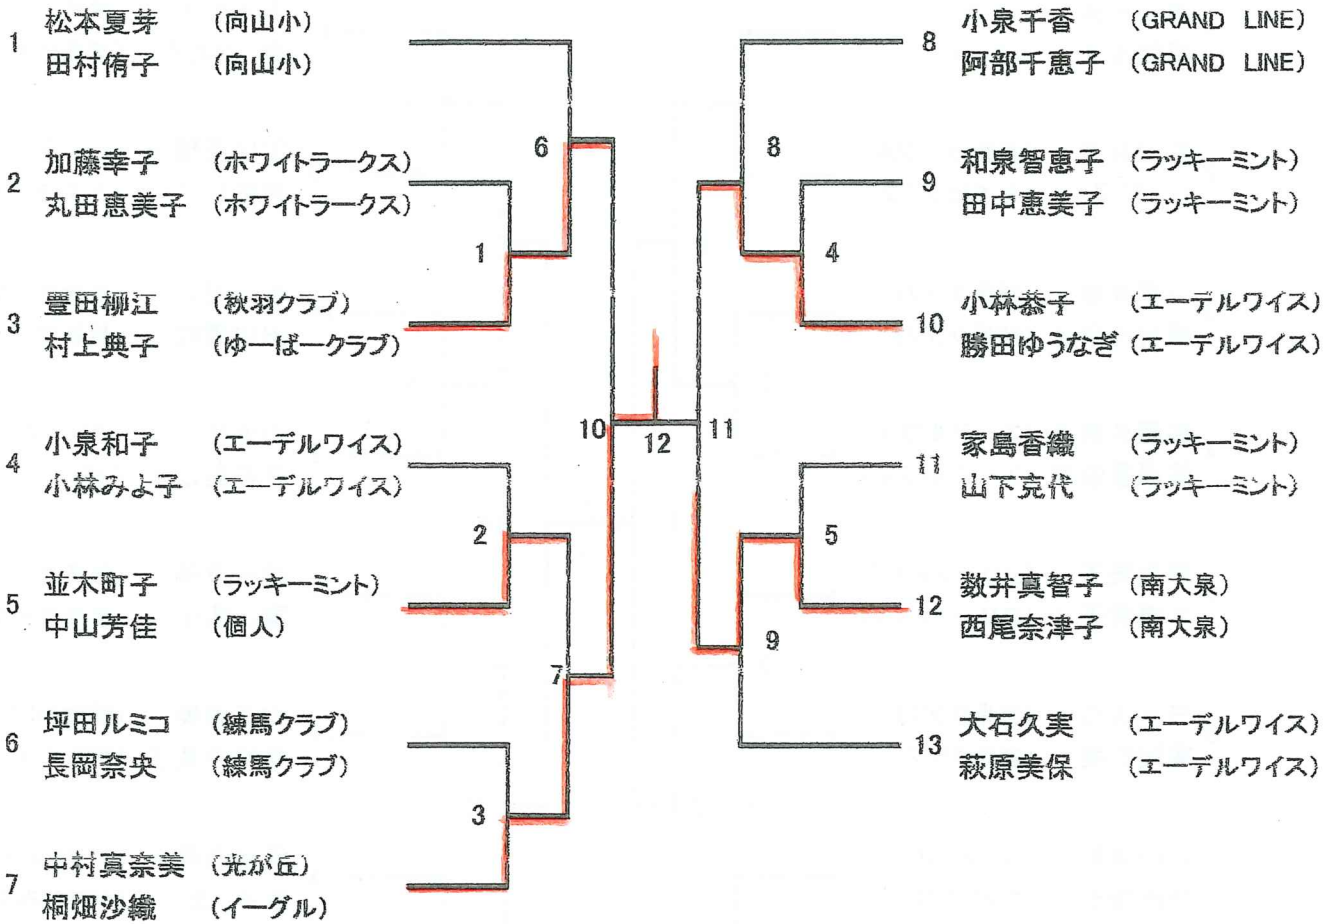 1
松本夏芽 (向山小)
田村侑子 (向山小)
2
加藤幸子 (ホワイトラークス)
丸田恵美子 (ホワイトラークス)
3
豊田柳江 (秋羽クラブ)
村上典子 (ゆーばークラブ)
4
小泉和子 (エーデルワイス)
小林みよ子 (エーデルワイス)
5
並木町子 (ラッキーミント)
中山芳佳 (個人)
6
坪田ルミコ (練馬クラブ)
長岡奈央 (練馬クラブ)
7
中村真奈美 (光が丘)
桐畑沙織 (イーグル)
6
1
2
7
3
10
12
11
8
4
5
9
8
小泉千香 (GRAND LINE)
阿部千恵子 (GRAND LINE)
9
和泉智恵子 (ラッキーミント)
田中恵美子 (ラッキーミント)
10
小林恭子 (エーデルワイス)
勝田ゆうなぎ (エーデルワイス)
11
家島香織 (ラッキーミント)
山下克代 (ラッキーミント)
12
数井真智子 (南大泉)
西尾奈津子 (南大泉)
13
大石久実 (エーデルワイス)
萩原美保 (エーデルワイス)